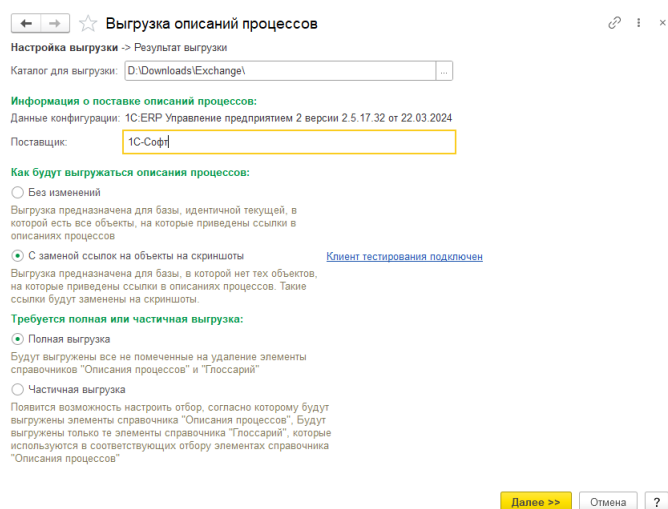 Выгрузка описаний процессов
Настройка выгрузки -> Результат выгрузки
Каталог для выгрузки: D:\Downloads\Exchange\ ...
Информация о поставке описаний процессов:
Данные конфигурации: 1С:ERP Управление предприятием 2 версии 2.5.17.32 от 22.03.2024
Поставщик: 1С-Софт
Как будут выгружаться описания процессов:
Без изменений
Выгрузка предназначена для базы, идентичной текущей, в
которой есть все объекты, на которые приведены ссылки в
описаниях процессов
С заменой ссылок на объекты на скриншоты Клиент тестирования подключен
Выгрузка предназначена для базы, в которой нет тех объектов,
на которые приведены ссылки в описаниях процессов. Такие
ссылки будут заменены на скриншоты.
Требуется полная или частичная выгрузка:
Полная выгрузка
Будут выгружены все не помеченные на удаление элементы
справочников "Описания процессов" и "Глоссарий"
Частичная выгрузка
Появится возможность настроить отбор, согласно которому будут
выгружены элементы справочника "Описания процессов", Будут
выгружены только те элементы справочника "Глоссарий", которые
используются в соответствующих отбору элементах справочника
"Описания процессов"
Далее >> Отмена ?